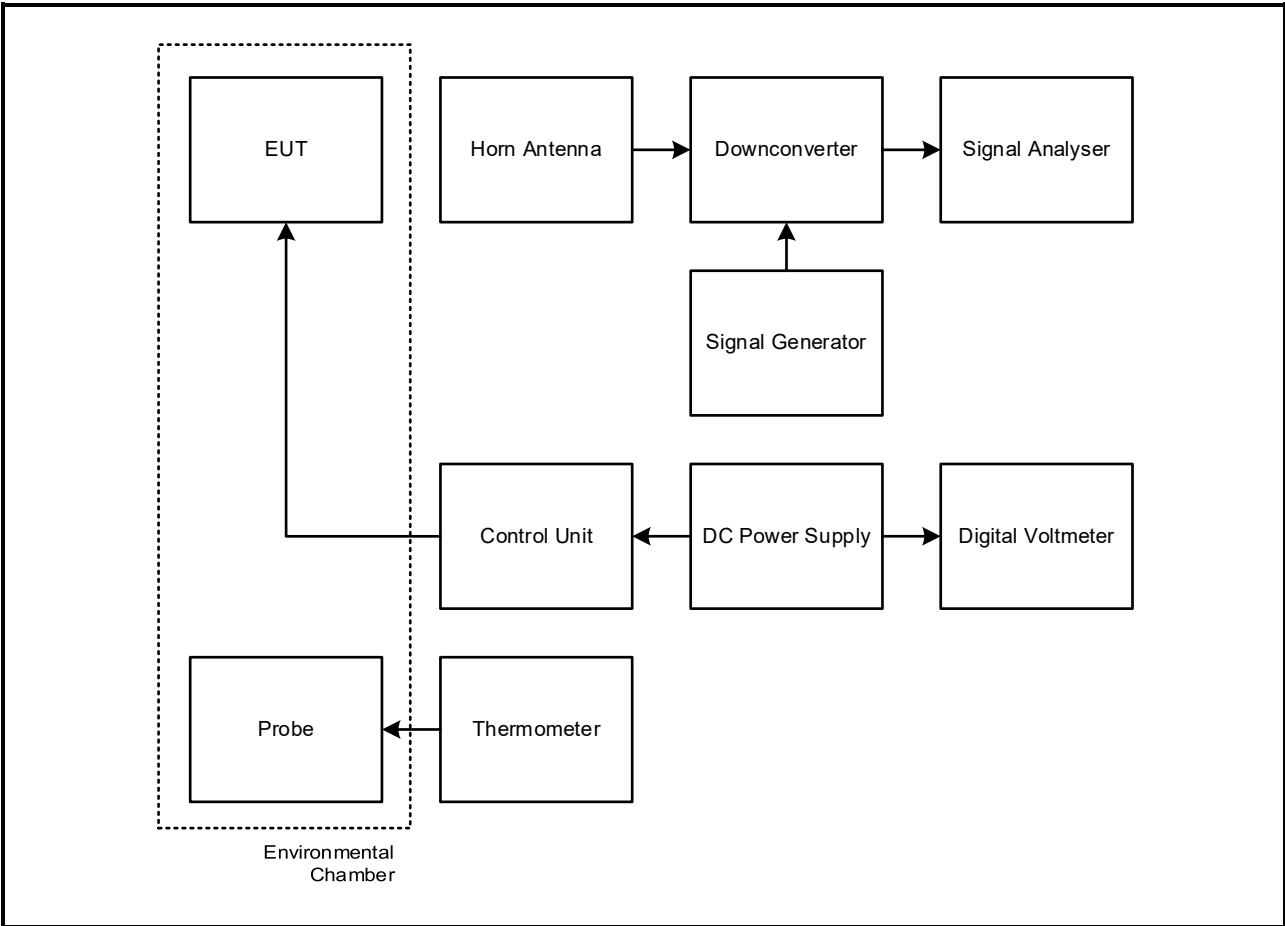 EUT
Horn Antenna
Downconverter
Signal Analyser
Signal Generator
Control Unit
DC Power Supply
Digital Voltmeter
Probe
Thermometer
Environmental
Chamber